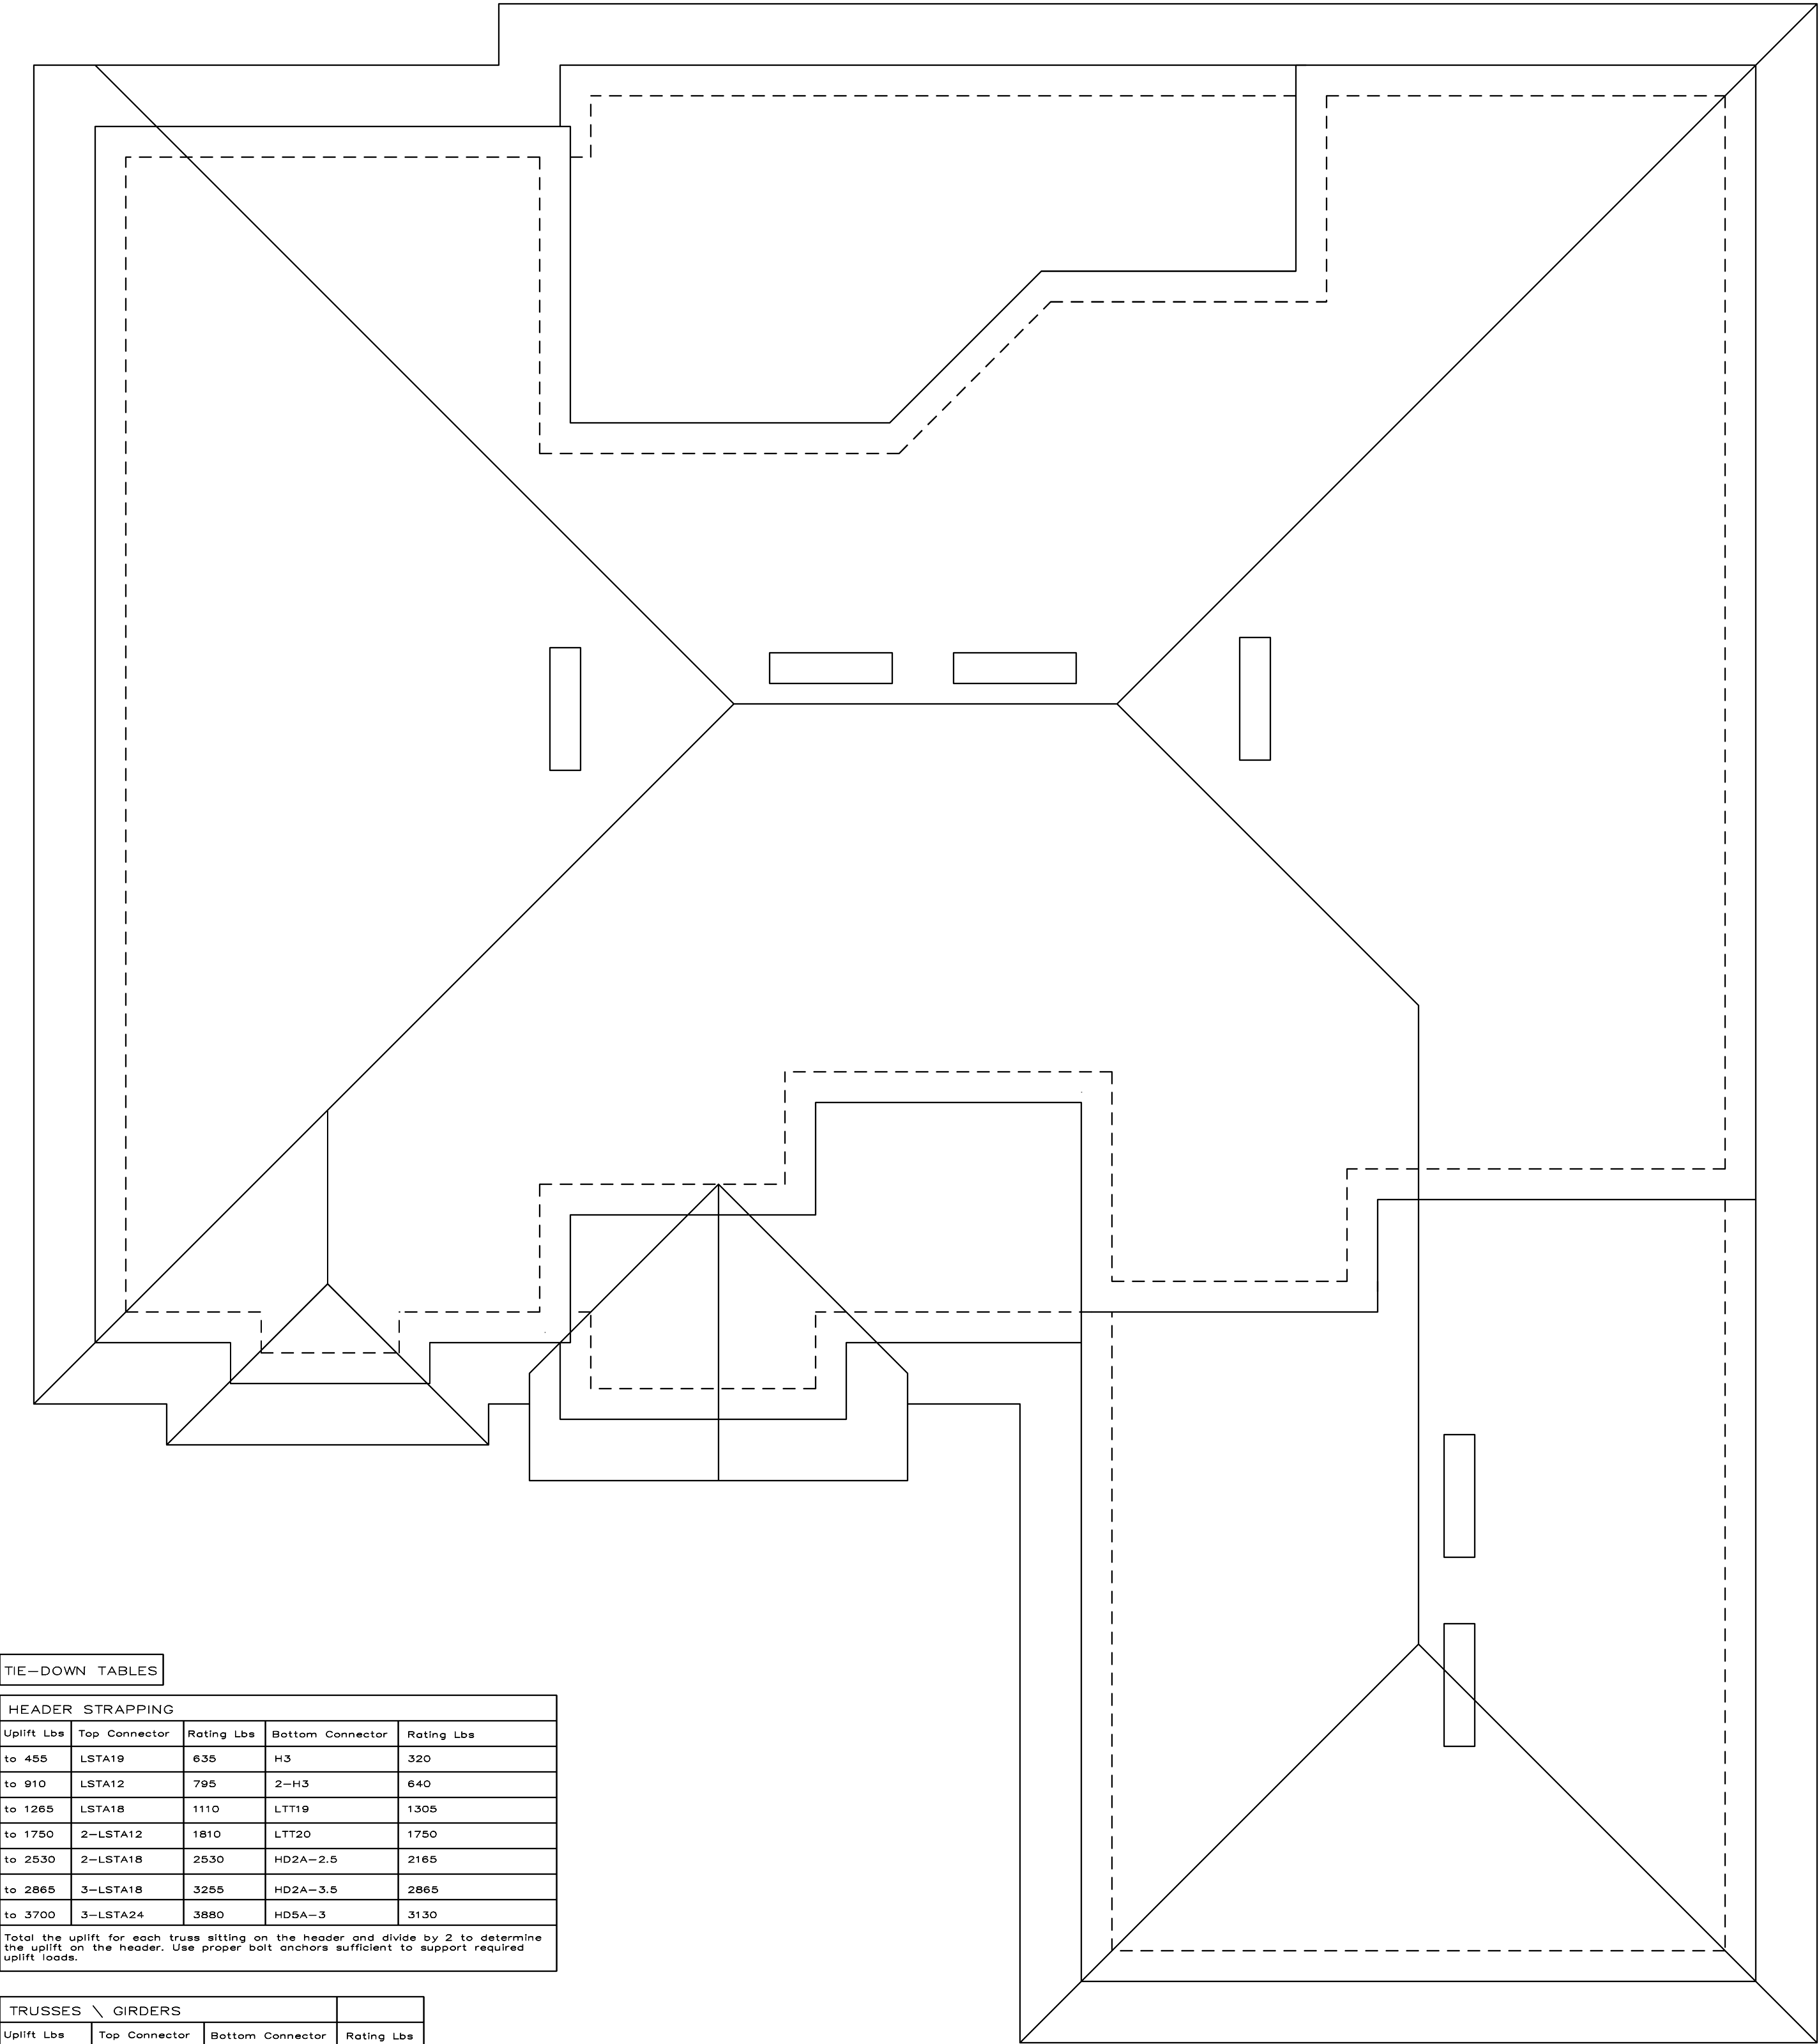 TIE-DOWN TABLES
HEADER STRAPPING
Uplift Lbs Top Connector Rating Lbs Bottom Connector Rating Lbs
to 455 LSTA19 635 H3 320
to 910 LSTA12 795 2-H3 640
to 1265 LSTA18 1110 LTT19 1305
to 1750 2-LSTA12 1810 LTT20 1750
to 2530 2-LSTA18 2530 HD2A-2.5 2165
to 2865 3-LSTA18 3255 HD2A-3.5 2865
to 3700 3-LSTA24 3880 HD5A-3 3130
Total the uplift for each truss sitting on the header and divide by 2 to determine
the uplift on the header. Use proper bolt anchors sufficient to support required
uplift loads.
TRUSSES \ GIRDERS
Uplift Lbs Top Connector Bottom Connector Rating Lbs